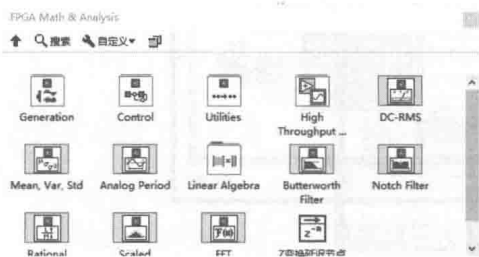 FPGA Math & Analysis
搜索 自定义
Generation Control Utilities High Throughput ... DC-RMS
Mean, Var, Std Analog Period Linear Algebra Butterworth Filter Notch Filter
Rational Scaled FFT